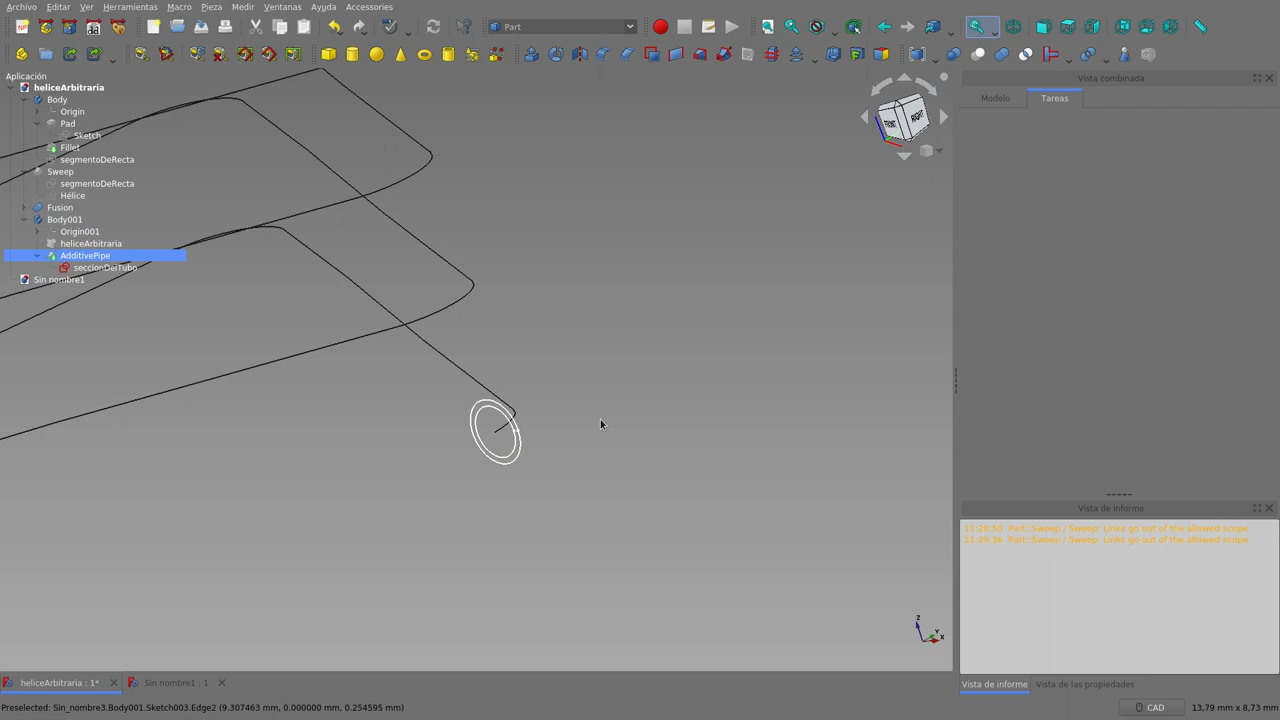 Archivo Editar Ver Herramientas Macro Pieza Medir Ventanas Ayuda Accessories
Part
Aplicación
heliceArbitraria
Body
Origin
Pad
Sketch
Fillet
segmentoDeRecta
Sweep
segmentoDeRecta
Hélice
Fusion
Body001
Origin001
heliceArbitraria
AdditivePipe
seccionDelTubo
Sin nombre1
FRONT
RIGHT
Vista combinada
Modelo Tareas
Vista de informe
11:28:50 Part: Sweep / Sweep: Links go out of the allowed scope
11:29:36 Part: Sweep / Sweep: Links go out of the allowed scope
Z
Y
X
heliceArbitraria : 1*
Sin nombre1 : 1
Vista de informe Vista de las propiedades
Preselected: Sin_nombre3.Body001.Sketch003.Edge2 (9.307463 mm, 0.000000 mm, 0.254595 mm)
CAD
13,79 mm x 8,73 mm